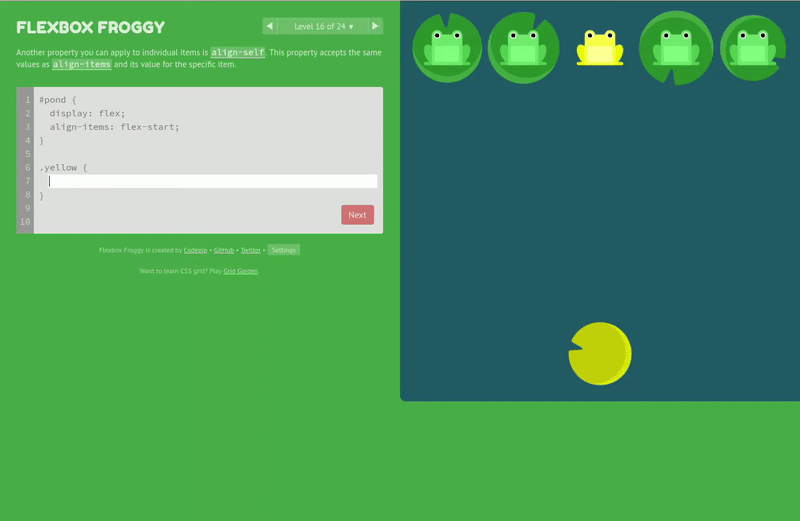 FLEXBOX FROGGY
Level 16 of 24 ▼
Another property you can apply to individual items is align-self. This property accepts the same
values as align-items and its value for the specific item.
1 #pond {
2   display: flex;
3   align-items: flex-start;
4 }
5
6 .yellow {
7
8 }
9
10
Next
Flexbox Froggy is created by Codepip • GitHub • Twitter • Settings
Want to learn CSS grid? Play Grid Garden.